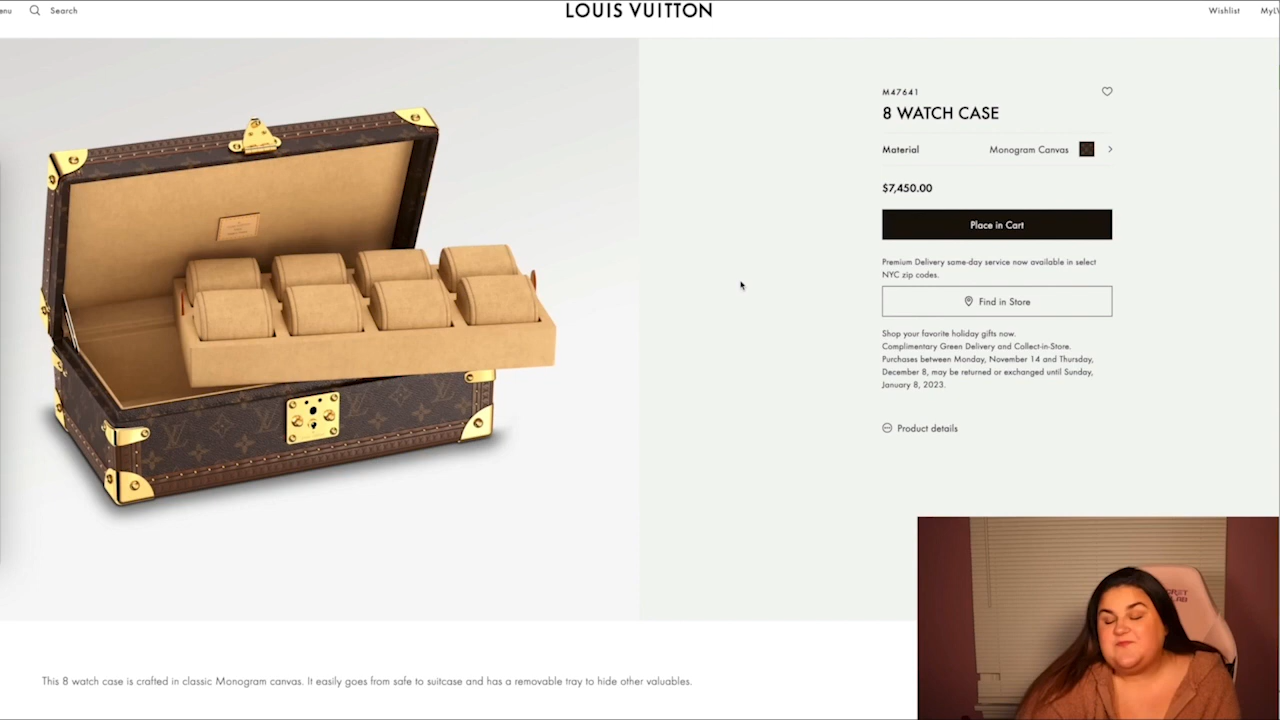 enu
Search
LOUIS VUITTON
Wishlist
MyLV
M47641
8 WATCH CASE
Material
Monogram Canvas
$7,450.00
Place in Cart
Premium Delivery same-day service now available in select
NYC zip codes.
Find in Store
Shop your favorite holiday gifts now.
Complimentary Green Delivery and Collect-in-Store.
Purchases between Monday, November 14 and Thursday,
December 8, may be returned or exchanged until Sunday,
January 8, 2023.
Product details
This 8 watch case is crafted in classic Monogram canvas. It easily goes from safe to suitcase and has a removable tray to hide other valuables.